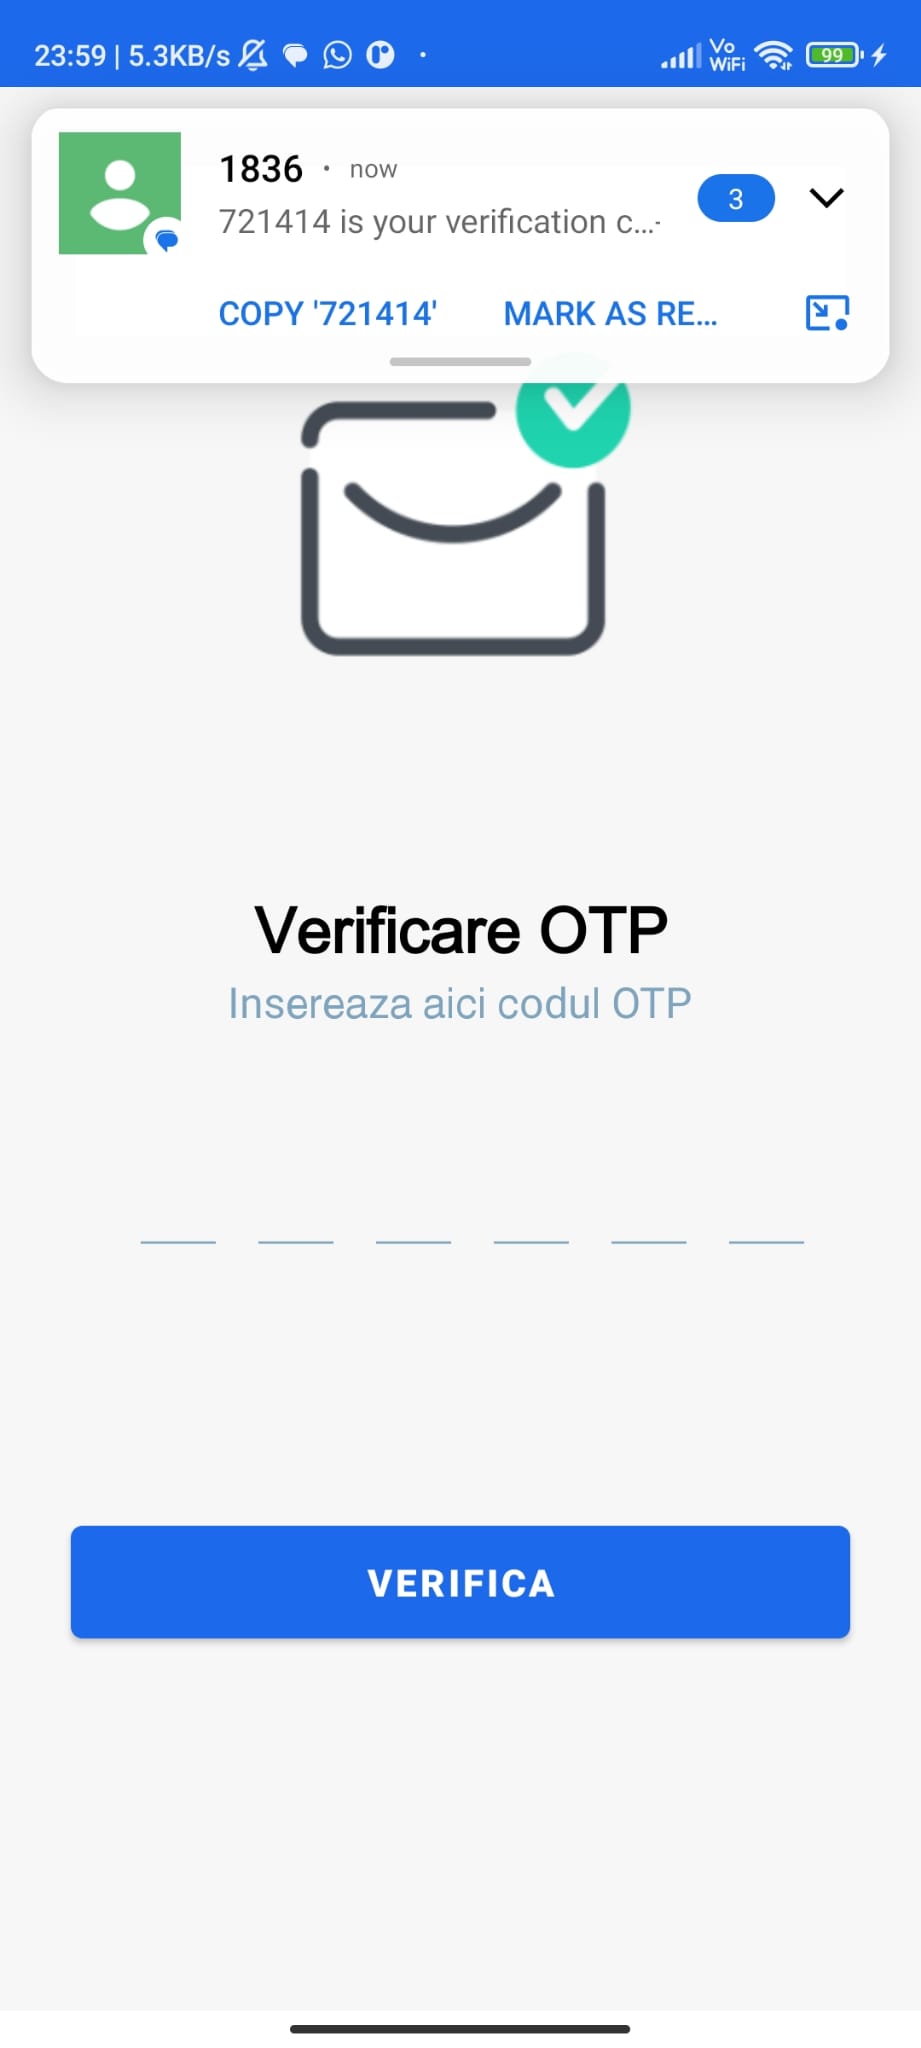 23:59 | 5.3KB/s
Vo
WiFi
99
1836 · now
721414 is your verification c...
3
COPY '721414' MARK AS RE...
Verificare OTP
Insereaza aici codul OTP
VERIFICA